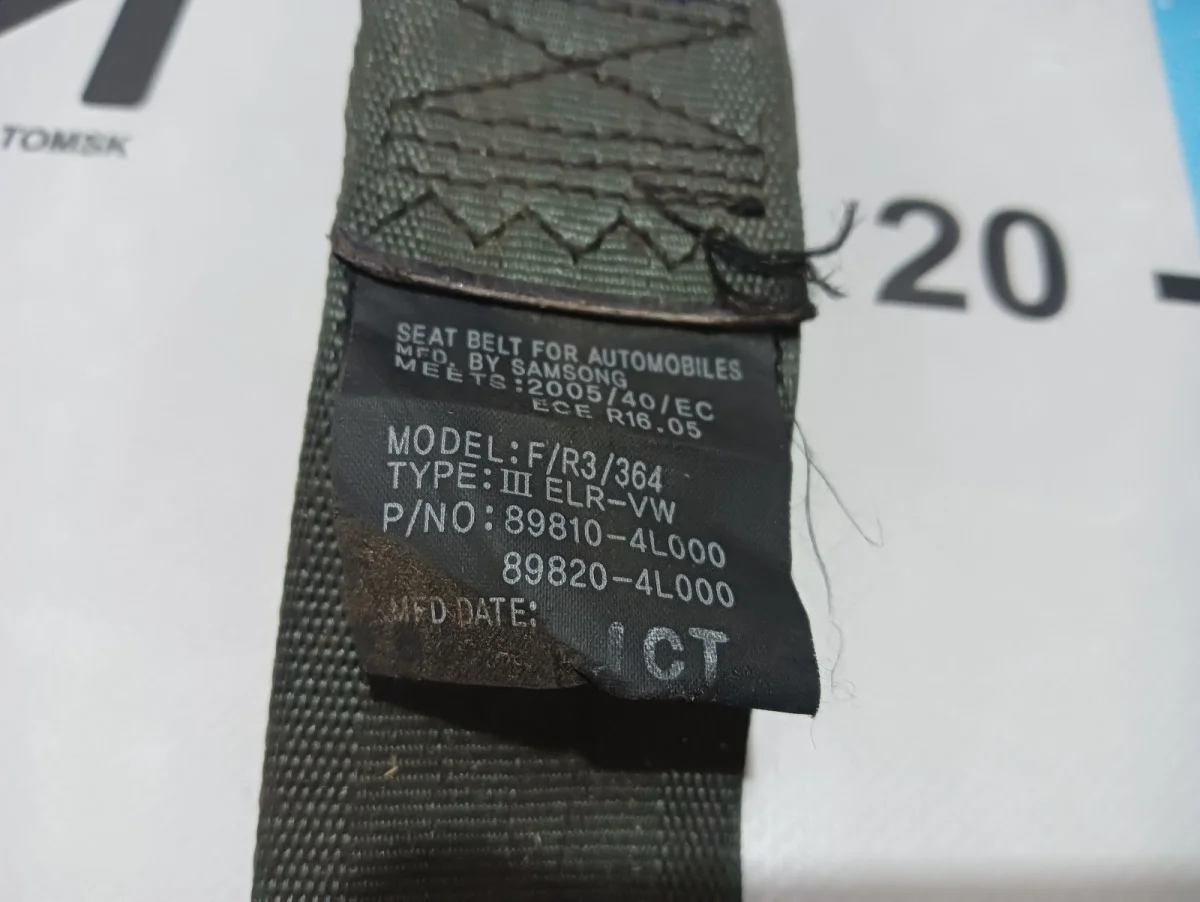 TOMSK
20
SEAT BELT FOR AUTOMOBILES
MFD. BY SAMSONG
MEETS:2005/40/EC
ECE R16.05
MODEL:F/R3/364
TYPE:III ELR-VW
P/NO:89810-4L000
89820-4L000
MFD DATE:
CT